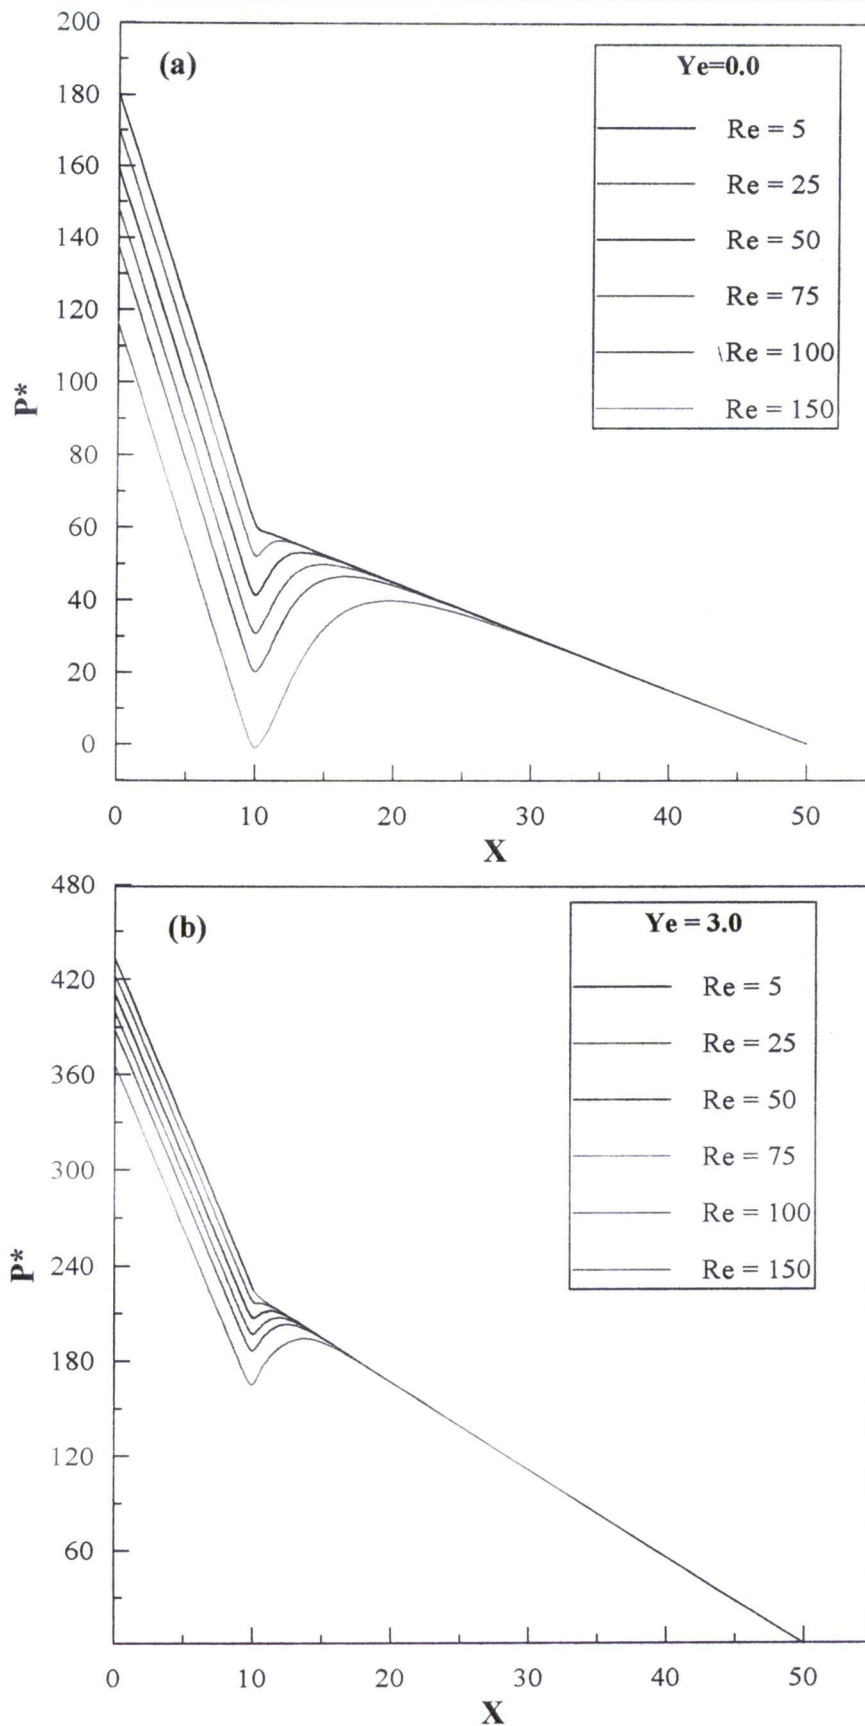 200
(a)
Ye=0.0
180
Re = 5
160
Re = 25
140
Re = 50
120
Re = 75
100
\Re = 100
80
Re = 150
P*
60
40
20
0
0 10 20 30 40 50
X
480
(b)
Ye = 3.0
420
Re = 5
360
Re = 25
300
Re = 50
240
Re = 75
180
Re = 100
120
Re = 150
P*
60
0 10 20 30 40 50
X